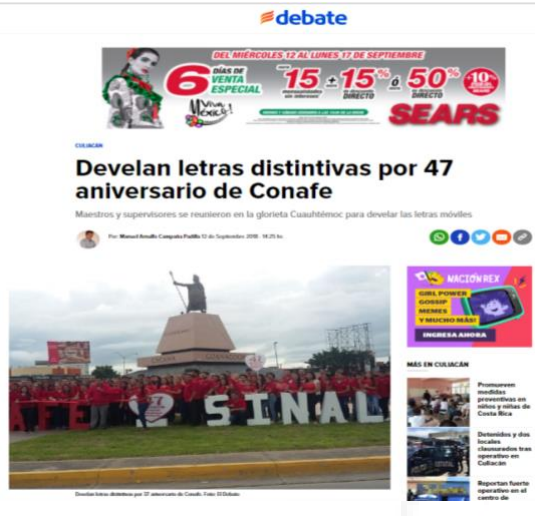 debate
DEL MIÉRCOLES 12 AL LUNES 17 DE SEPTIEMBRE
6 DÍAS DE VENTA ESPECIAL
15 + 15% ó 50% +10%
DIRECTO DIRECTO
¡Viva México!
SEARS
CULIACÁN
Develan letras distintivas por 47
aniversario de Conafe
Maestros y supervisores se reunieron en la glorieta Cuauhtémoc para develar las letras móviles
Por: Manuel Arnulfo Campaña Padilla 12 de Septiembre 2018 · 14:25 hs
NACIÓN REX
GIRL POWER
GOSSIP
MEMES
Y MUCHO MÁS!
INGRESA AHORA
MÁS EN CULIACÁN
AFE SINAL
Promueven
medidas
preventivas en
niños y niñas de
Costa Rica
Detenidos y dos
locales
clausurados tras
operativo en
Culiacán
Reportan fuerte
operativo en el
centro de
Develan letras distintivas por 37 aniversario de Conafe. Foto: El Debate